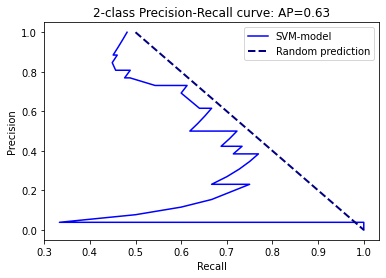 2-class Precision-Recall curve: AP=0.63
SVM-model
Random prediction
Precision
1.0
0.8
0.6
0.4
0.2
0.0
0.3 0.4 0.5 0.6 0.7 0.8 0.9 1.0
Recall